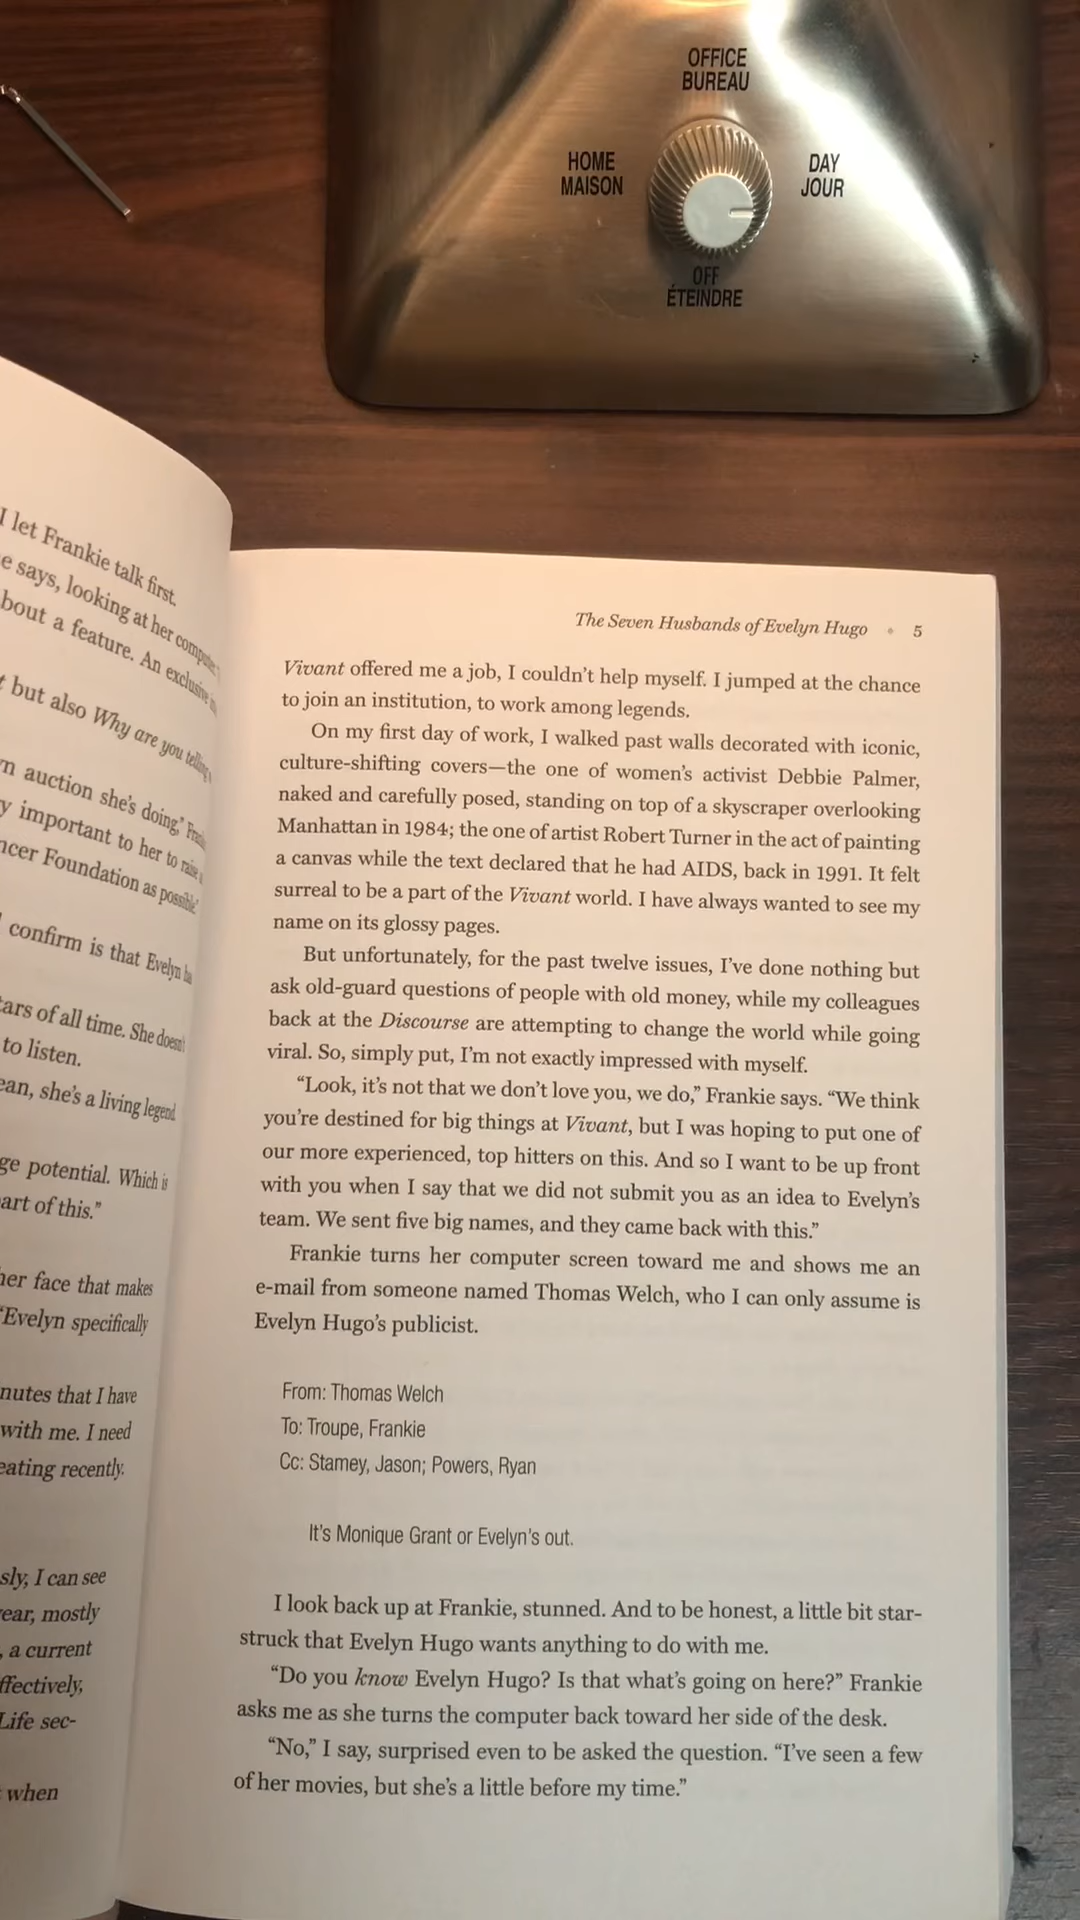 OFFICE
BUREAU
HOME
MAISON
DAY
JOUR
OFF
ÉTEINDRE
I let Frankie talk first.
says, looking at her
about a feature. An exclusive
but also Why are you telling
auction she's doing,"
important to her to raise
Foundation as possible."
confirm is that Evelyn
of all time. She doesn't
to listen.
she's a living legend
potential. Which is
art of this."
her face that makes
"Evelyn specifically
that I have
with me. I need
eating recently.
I can see
mostly
a current
Life sec-
when
The Seven Husbands of Evelyn Hugo • 5
Vivant offered me a job, I couldn't help myself. I jumped at the chance
to join an institution, to work among legends.
On my first day of work, I walked past walls decorated with iconic,
culture-shifting covers—the one of women's activist Debbie Palmer,
naked and carefully posed, standing on top of a skyscraper overlooking
Manhattan in 1984; the one of artist Robert Turner in the act of painting
a canvas while the text declared that he had AIDS, back in 1991. It felt
surreal to be a part of the Vivant world. I have always wanted to see my
name on its glossy pages.
But unfortunately, for the past twelve issues, I've done nothing but
ask old-guard questions of people with old money, while my colleagues
back at the Discourse are attempting to change the world while going
viral. So, simply put, I'm not exactly impressed with myself.
"Look, it's not that we don't love you, we do," Frankie says. "We think
you're destined for big things at Vivant, but I was hoping to put one of
our more experienced, top hitters on this. And so I want to be up front
with you when I say that we did not submit you as an idea to Evelyn's
team. We sent five big names, and they came back with this."
Frankie turns her computer screen toward me and shows me an
e-mail from someone named Thomas Welch, who I can only assume is
Evelyn Hugo's publicist.
From: Thomas Welch
To: Troupe, Frankie
Cc: Stamey, Jason; Powers, Ryan
It's Monique Grant or Evelyn's out.
I look back up at Frankie, stunned. And to be honest, a little bit star-
struck that Evelyn Hugo wants anything to do with me.
"Do you know Evelyn Hugo? Is that what's going on here?" Frankie
asks me as she turns the computer back toward her side of the desk.
"No," I say, surprised even to be asked the question. "I've seen a few
of her movies, but she's a little before my time."